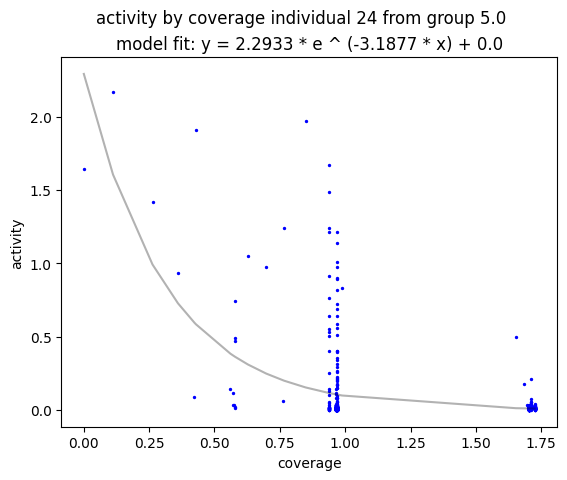 activity by coverage individual 24 from group 5.0
model fit: y = 2.2933 * e ^ (-3.1877 * x) + 0.0
2.0
1.5
1.0
0.5
0.0
activity
0.00 0.25 0.50 0.75 1.00 1.25 1.50 1.75
coverage